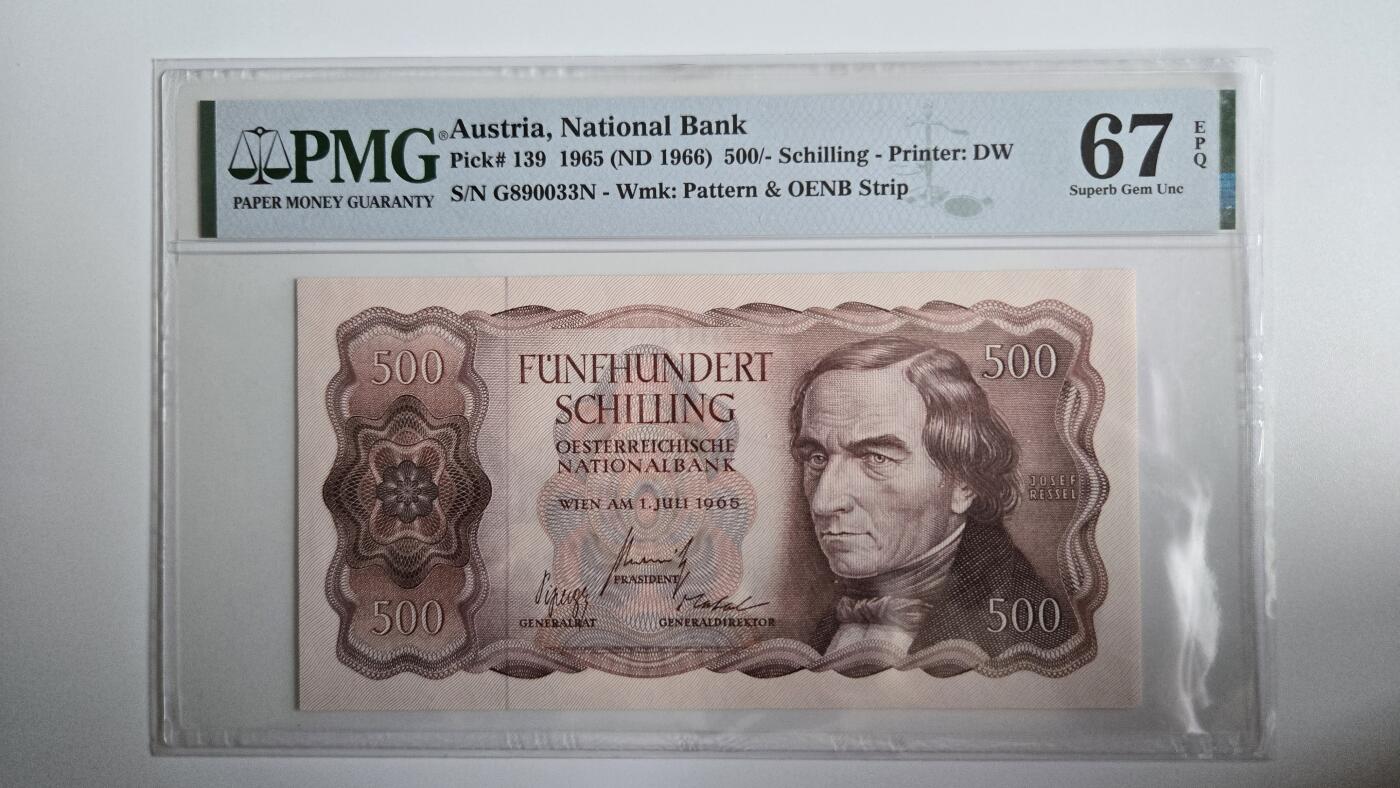 PMG®
PAPER MONEY GUARANTY
Austria, National Bank
Pick# 139 1965 (ND 1966) 500/- Schilling - Printer: DW
S/N G890033N - Wmk: Pattern & OENB Strip
67
Superb Gem Unc
EPQ
500
FÜNFHUNDERT
SCHILLING
OESTERREICHISCHE
NATIONALBANK
WIEN AM 1. JULI 1965
PRÄSIDENT
GENERALRAT
GENERALDIREKTOR
500
500
JOSEF
RESSEL
500